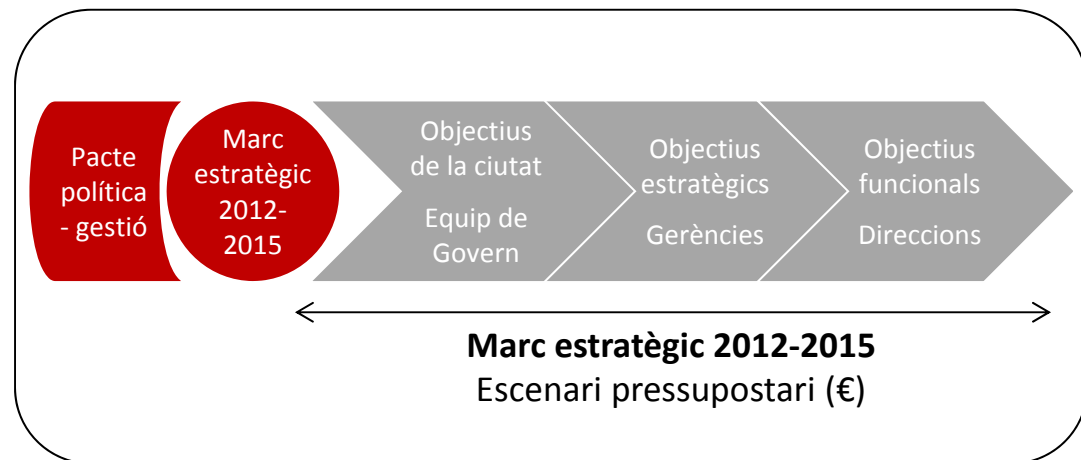 Pacte
política
- gestió
Marc
estratègic
2012-
2015
Objectius
de la ciutat
Equip de
Govern
Objectius
estratègics
Gerències
Objectius
funcionals
Direccions
Marc estratègic 2012-2015
Escenari pressupostari (€)